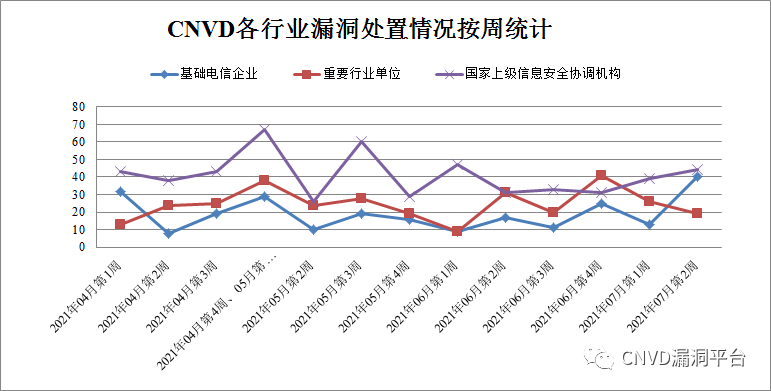 CNVD各行业漏洞处置情况按周统计
基础电信企业 重要行业单位 国家上级信息安全协调机构
80
70
60
50
40
30
20
10
0
2021年04月第1周
2021年04月第2周
2021年04月第3周
2021年04月第4周、05月第…
2021年05月第2周
2021年05月第3周
2021年05月第4周
2021年06月第1周
2021年06月第2周
2021年06月第3周
2021年06月第4周
2021年07月第1周
2021年07月第2周
CNVD漏洞平台